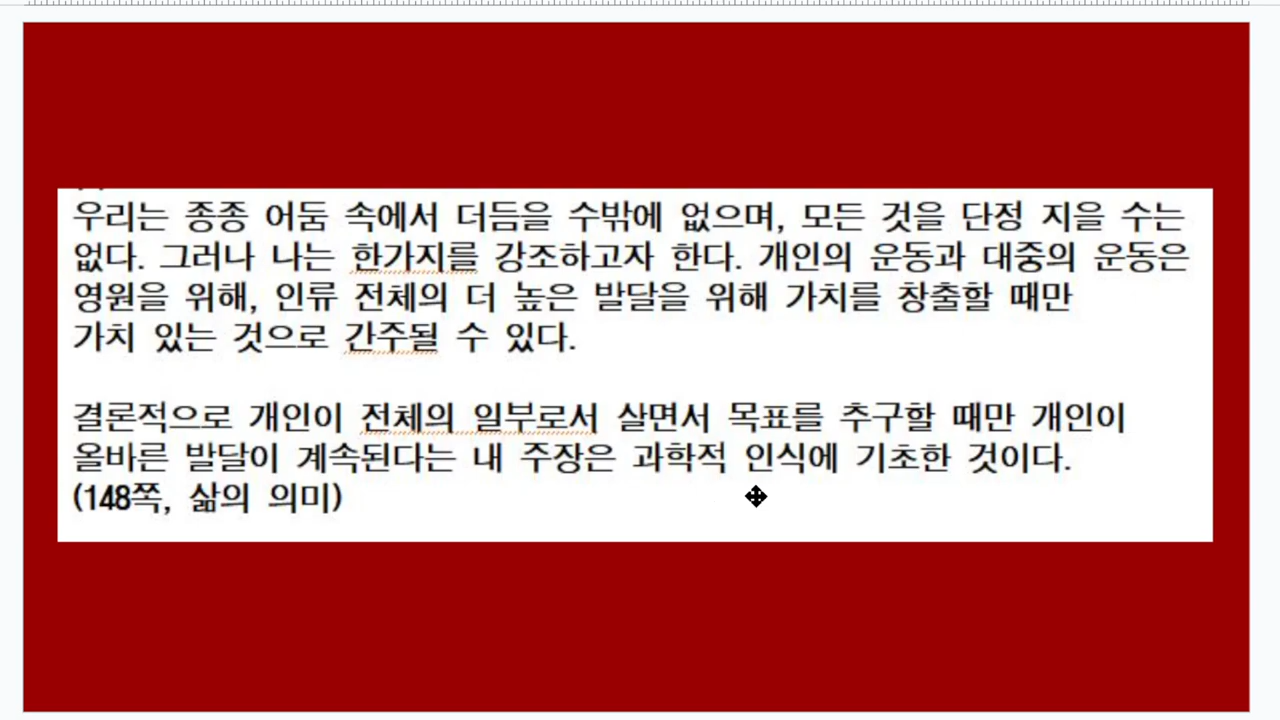 우리는 종종 어둠 속에서 더듬을 수밖에 없으며, 모든 것을 단정 지을 수는
없다. 그러나 나는 한가지를 강조하고자 한다. 개인의 운동과 대중의 운동은
영원을 위해, 인류 전체의 더 높은 발달을 위해 가치를 창출할 때만
가치 있는 것으로 간주될 수 있다.
결론적으로 개인이 전체의 일부로서 살면서 목표를 추구할 때만 개인이
올바른 발달이 계속된다는 내 주장은 과학적 인식에 기초한 것이다.
(148쪽, 삶의 의미)